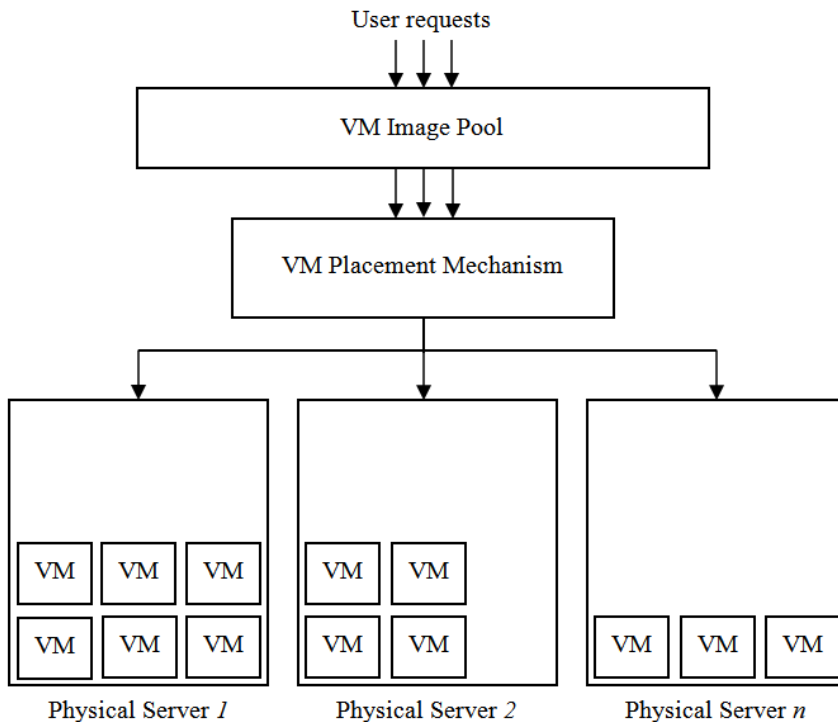 User requests
VM Image Pool
VM Placement Mechanism
VM VM VM VM VM
VM VM VM VM VM VM VM VM
Physical Server 1 Physical Server 2 Physical Server n